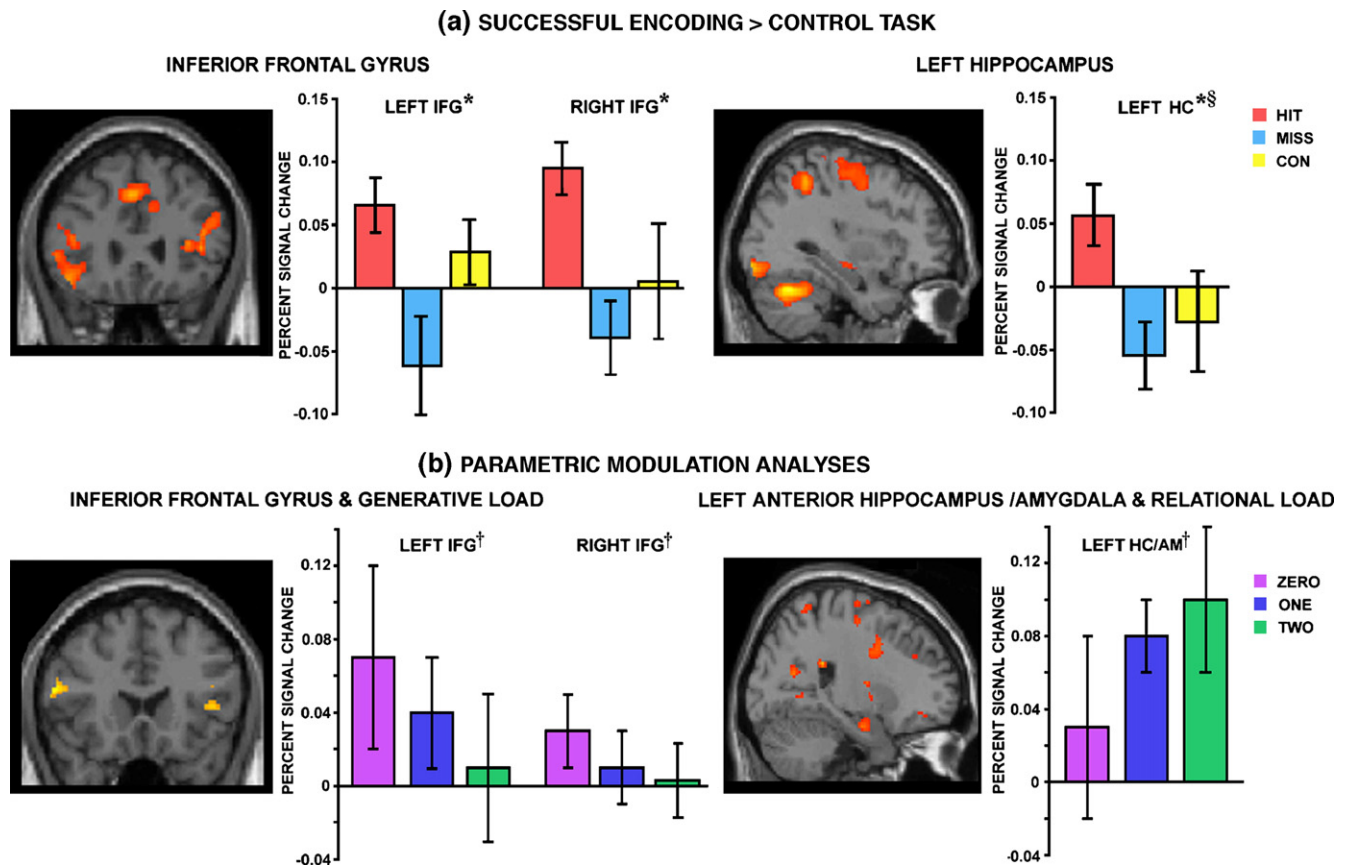 (a) SUCCESSFUL ENCODING > CONTROL TASK
INFERIOR FRONTAL GYRUS
LEFT HIPPOCAMPUS
PERCENT SIGNAL CHANGE
0.15
0.10
0.05
0
-0.05
-0.10
LEFT IFG*
RIGHT IFG*
PERCENT SIGNAL CHANGE
0.15
0.10
0.05
0
-0.05
-0.10
LEFT HC*§
HIT
MISS
CON
(b) PARAMETRIC MODULATION ANALYSES
INFERIOR FRONTAL GYRUS & GENERATIVE LOAD
LEFT ANTERIOR HIPPOCAMPUS /AMYGDALA & RELATIONAL LOAD
PERCENT SIGNAL CHANGE
0.12
0.08
0.04
0
-0.04
LEFT IFG†
RIGHT IFG†
PERCENT SIGNAL CHANGE
0.12
0.08
0.04
0
-0.04
LEFT HC/AM†
ZERO
ONE
TWO